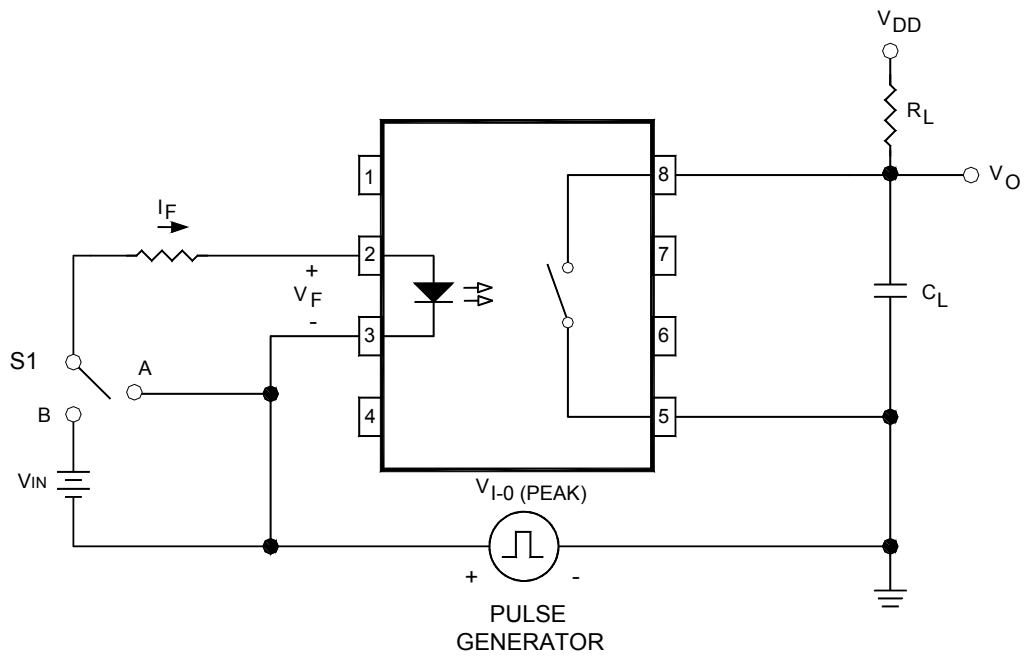 VDD
RL
1
8
VO
IF
2
7
+
VF
-
3
6
CL
S1
A
B
4
5
VIN
VI-0 (PEAK)
+
-
PULSE
GENERATOR